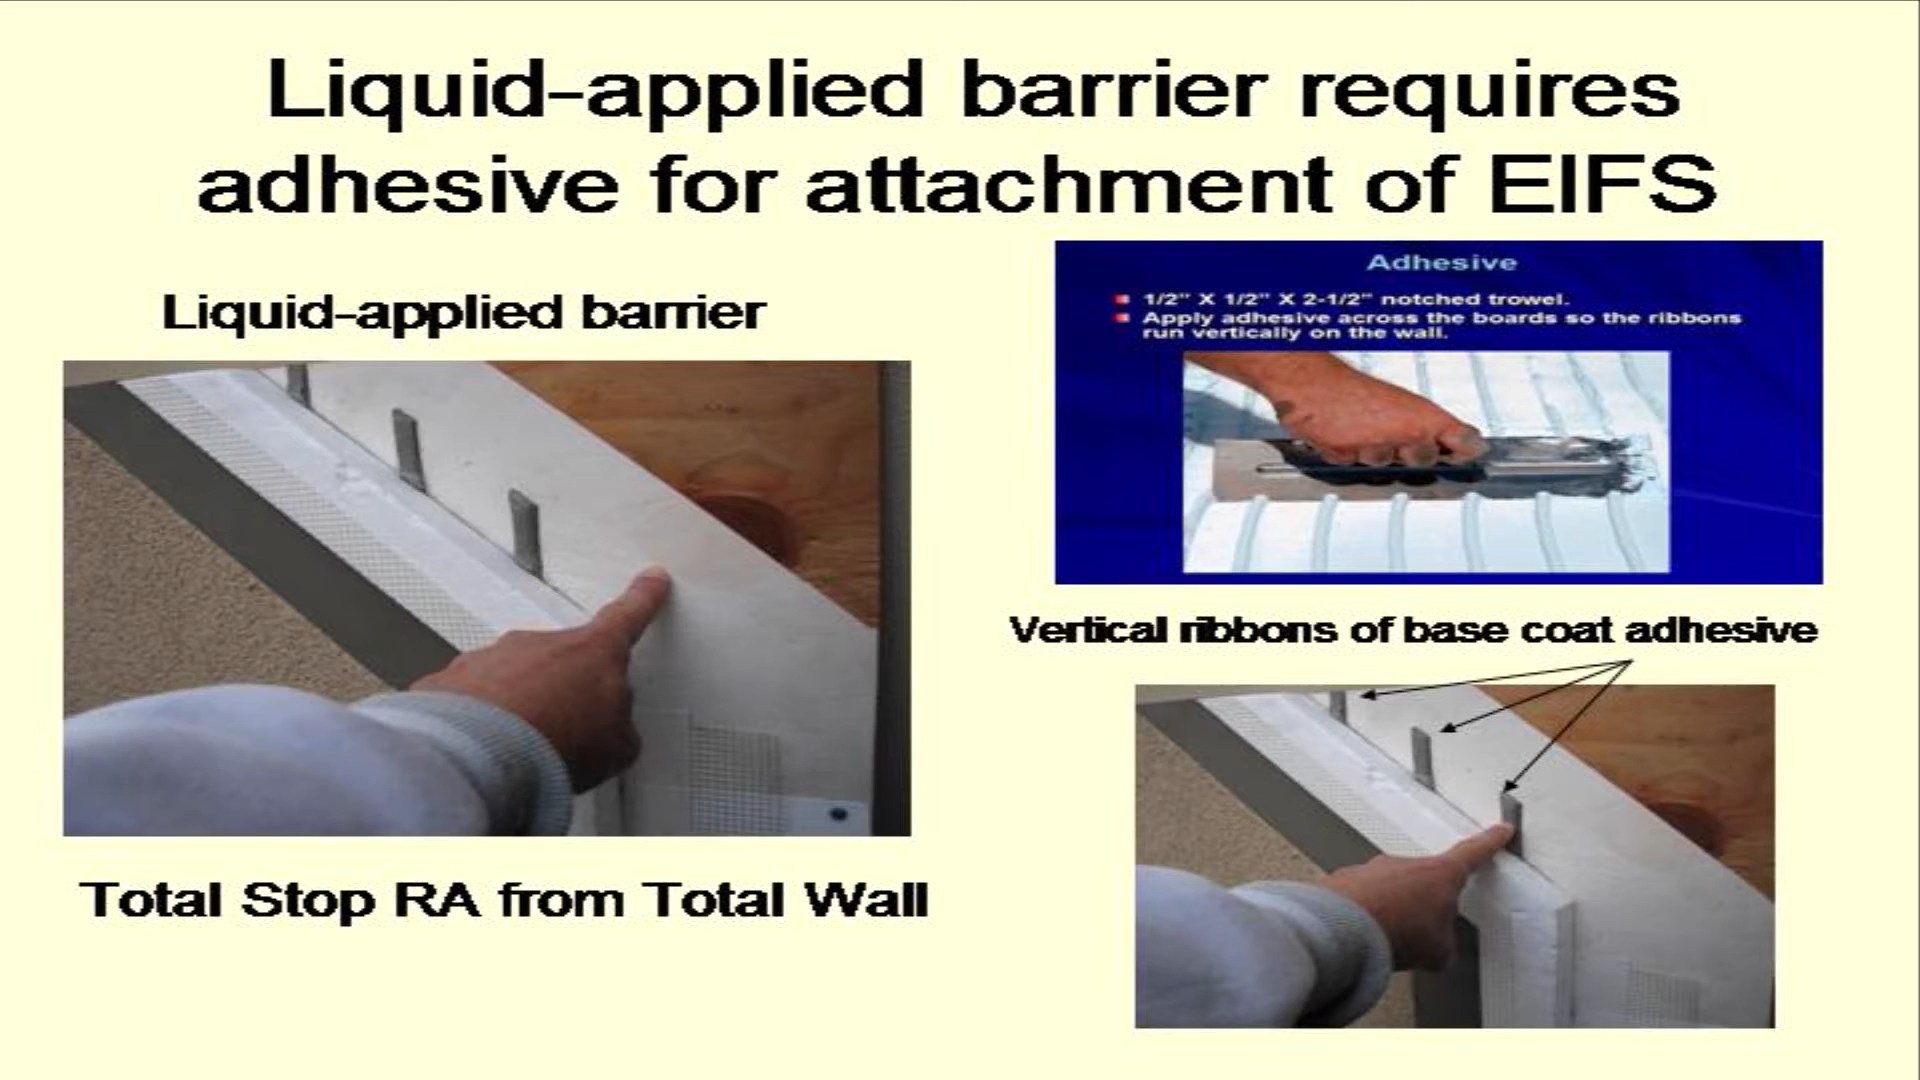 Liquid-applied barrier requires
adhesive for attachment of EIFS
Liquid-applied barrier
Adhesive
1/2" X 1/2" X 2-1/2" notched trowel.
Apply adhesive across the boards so the ribbons
run vertically on the wall.
Vertical ribbons of base coat adhesive
Total Stop RA from Total Wall